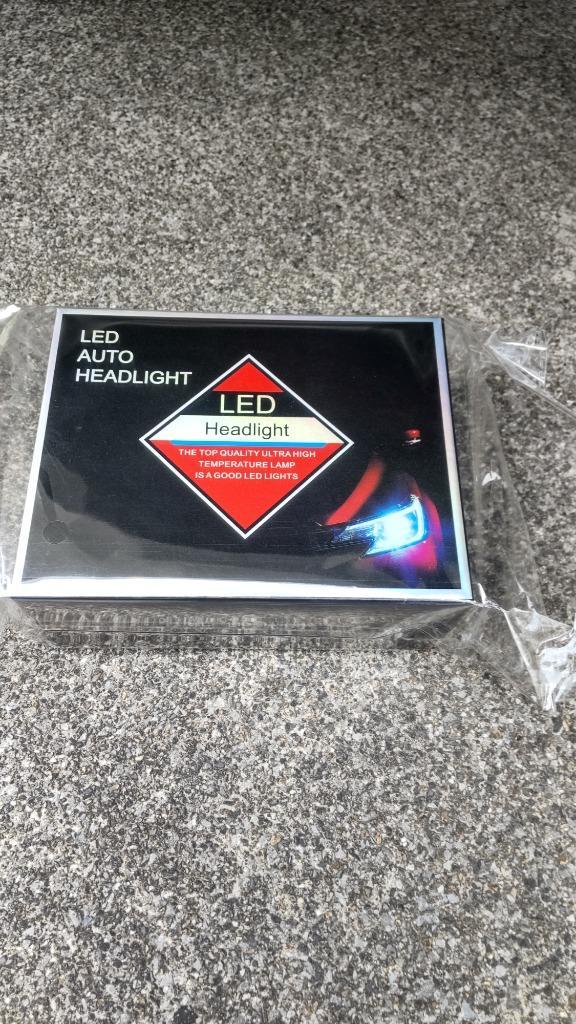 LED
AUTO
HEADLIGHT
LED
Headlight
THE TOP QUALITY ULTRA HIGH
TEMPERATURE LAMP
IS A GOOD LED LIGHTS